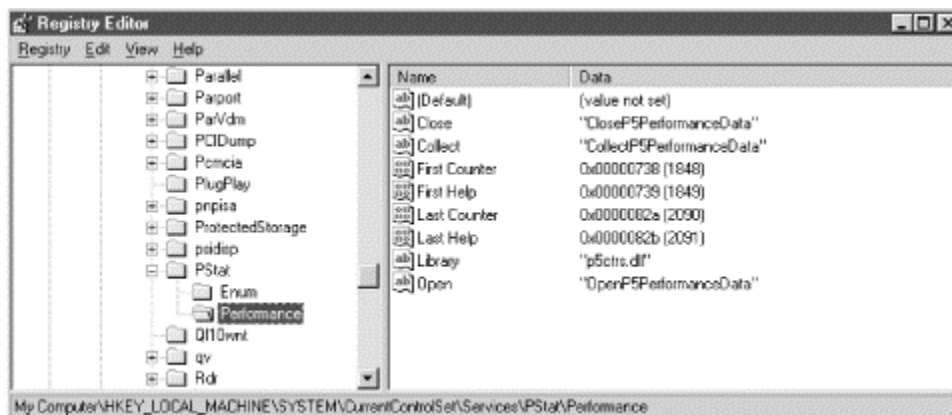 Registry Editor
Registry Edit View Help
Parallel
Parport
ParVdm
PCIDump
Pcmcia
PlugPlay
pnpisa
ProtectedStorage
psidisp
PStat
Enum
Performance
Ql10wnt
qv
Rdr
Name Data
(Default) (value not set)
Close "CloseP5PerformanceData"
Collect "CollectP5PerformanceData"
First Counter 0x00000738 (1848)
First Help 0x00000739 (1849)
Last Counter 0x0000082a (2090)
Last Help 0x0000082b (2091)
Library "p5ctrs.dll"
Open "OpenP5PerformanceData"
My Computer\HKEY_LOCAL_MACHINE\SYSTEM\CurrentControlSet\Services\PStat\Performance